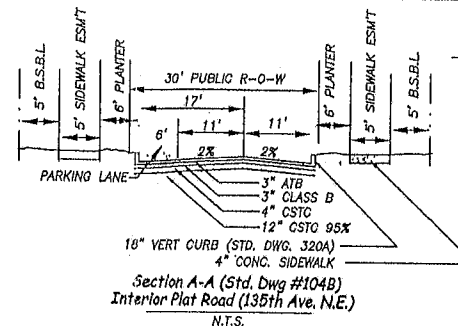 5' B.S.B.L.
5' SIDEWALK ESM'T
6' PLANTER
30' PUBLIC R-O-W
6' PLANTER
5' SIDEWALK ESM'T
5' B.S.B.L.
17'
6'
11'
11'
2%
2%
PARKING LANE
3" ATB
3" CLASS B
4" CSTC
12" CSTC 95%
18" VERT CURB (STD. DWG. 320A)
4" CONC. SIDEWALK
Section A-A (Std. Dwg #104B)
Interior Plat Road (135th Ave. N.E.)
N.T.S.